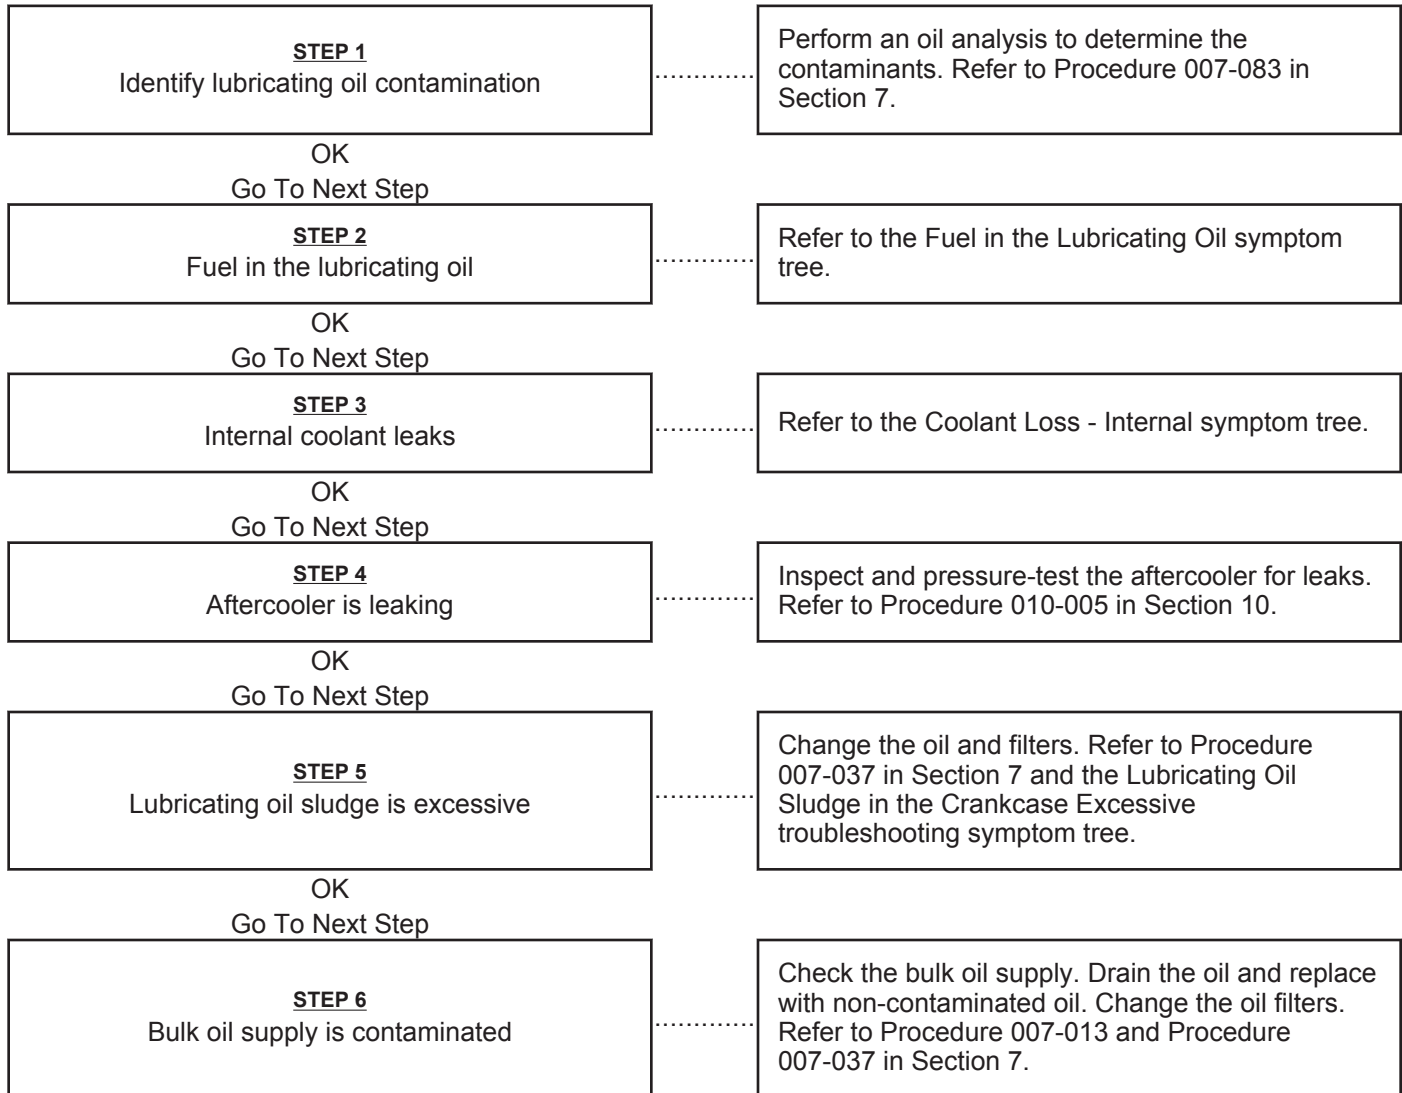 STEP 1
Identify lubricating oil contamination
Perform an oil analysis to determine the
contaminants. Refer to Procedure 007-083 in
Section 7.
OK
Go To Next Step
STEP 2
Fuel in the lubricating oil
Refer to the Fuel in the Lubricating Oil symptom
tree.
OK
Go To Next Step
STEP 3
Internal coolant leaks
Refer to the Coolant Loss - Internal symptom tree.
OK
Go To Next Step
STEP 4
Aftercooler is leaking
Inspect and pressure-test the aftercooler for leaks.
Refer to Procedure 010-005 in Section 10.
OK
Go To Next Step
STEP 5
Lubricating oil sludge is excessive
Change the oil and filters. Refer to Procedure
007-037 in Section 7 and the Lubricating Oil
Sludge in the Crankcase Excessive
troubleshooting symptom tree.
OK
Go To Next Step
STEP 6
Bulk oil supply is contaminated
Check the bulk oil supply. Drain the oil and replace
with non-contaminated oil. Change the oil filters.
Refer to Procedure 007-013 and Procedure
007-037 in Section 7.